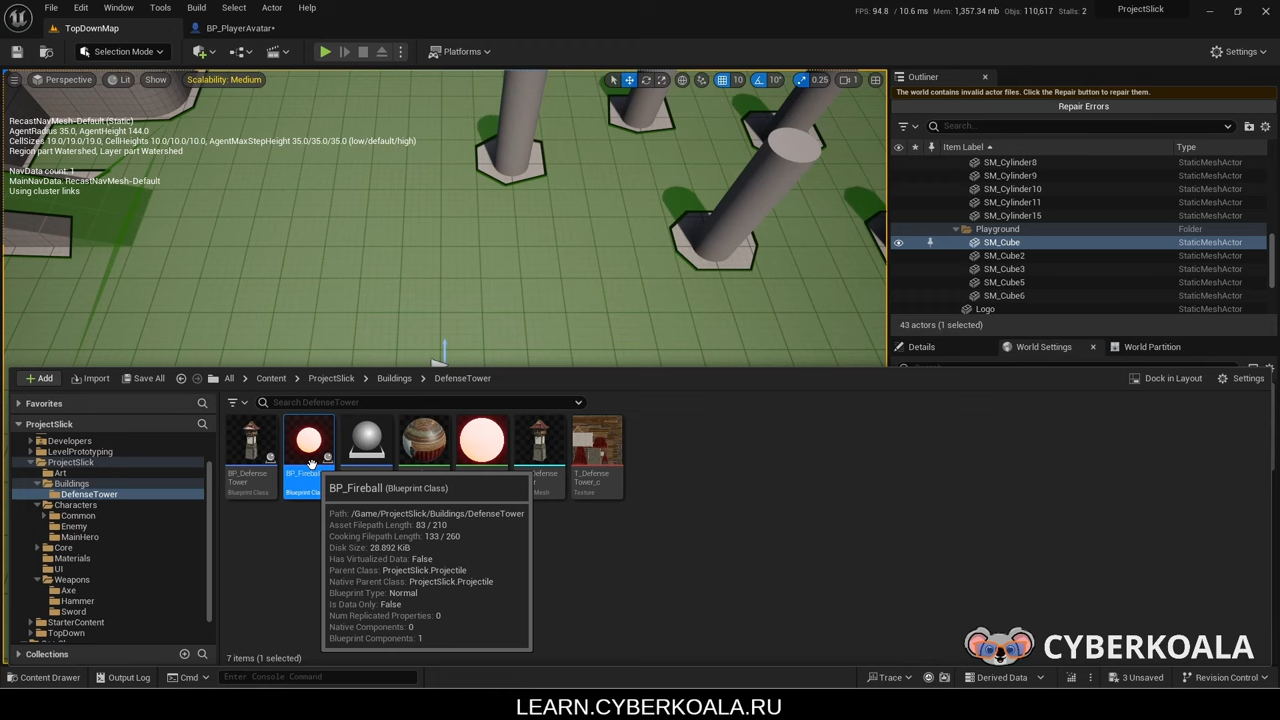 File Edit Window Tools Build Select Actor Help
FPS: 94.8 / 10.6 ms Mem: 1,357.34 mb Objs: 110,617 Stalls: 2
ProjectSlick
TopDownMap
BP_PlayerAvatar•
Selection Mode
Platforms
Settings
Perspective Lit Show Scalability: Medium
10 10° 0.25 1
RecastNavMesh-Default (Static)
AgentRadius 35.0, AgentHeight 144.0
CellSizes 19.0/19.0/19.0, CellHeights 10.0/10.0/10.0, AgentMaxStepHeight 35.0/35.0/35.0 (low/default/high)
Region part Watershed, Layer part Watershed
NavData count: 1
MainNavData: RecastNavMesh-Default
Using cluster links
Outliner
The world contains invalid actor files. Click the Repair button to repair them.
Repair Errors
Search...
Item Label Type
SM_Cylinder8 StaticMeshActor
SM_Cylinder9 StaticMeshActor
SM_Cylinder10 StaticMeshActor
SM_Cylinder11 StaticMeshActor
SM_Cylinder15 StaticMeshActor
Playground Folder
SM_Cube StaticMeshActor
SM_Cube2 StaticMeshActor
SM_Cube3 StaticMeshActor
SM_Cube5 StaticMeshActor
SM_Cube6 StaticMeshActor
Logo
43 actors (1 selected)
Details World Settings World Partition
Add Import Save All All Content ProjectSlick Buildings DefenseTower
Dock in Layout Settings
Favorites
Search DefenseTower
ProjectSlick
Developers
LevelPrototyping
ProjectSlick
Art
Buildings
DefenseTower
Characters
Common
Enemy
MainHero
Core
Materials
UI
Weapons
Axe
Hammer
Sword
StarterContent
TopDown
Collections
BP_Defense
Tower
Blueprint Class
T_Defense
Tower_c
Texture
BP_Fireball (Blueprint Class)
Path: /Game/ProjectSlick/Buildings/DefenseTower
Asset Filepath Length: 83 / 210
Cooking Filepath Length: 133 / 260
Disk Size: 28.892 KiB
Has Virtualized Data: False
Parent Class: ProjectSlick.Projectile
Native Parent Class: ProjectSlick.Projectile
Blueprint Type: Normal
Is Data Only: False
Num Replicated Properties: 0
Native Components: 0
Blueprint Components: 1
7 items (1 selected)
CYBERKOALA
Content Drawer Output Log Cmd Enter Console Command
Trace Derived Data 3 Unsaved Revision Control
LEARN.CYBERKOALA.RU